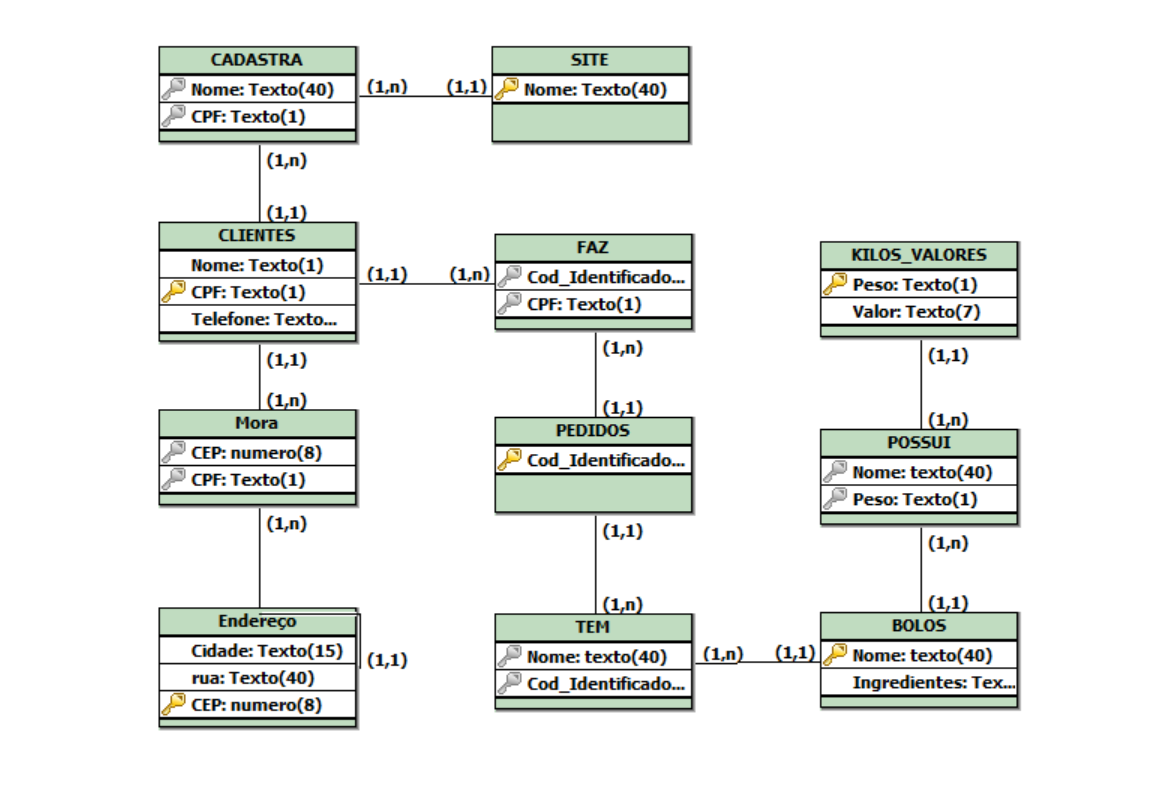 CADASTRA
Nome: Texto(40)
CPF: Texto(1)
(1,n)
(1,1)
SITE
Nome: Texto(40)
(1,n)
(1,1)
CLIENTES
Nome: Texto(1)
CPF: Texto(1)
Telefone: Texto...
(1,1)
(1,n)
FAZ
Cod_Identificado...
CPF: Texto(1)
KILOS_VALORES
Peso: Texto(1)
Valor: Texto(7)
(1,1)
(1,n)
Mora
CEP: numero(8)
CPF: Texto(1)
(1,n)
(1,1)
PEDIDOS
Cod_Identificado...
(1,1)
(1,n)
POSSUI
Nome: texto(40)
Peso: Texto(1)
(1,n)
Endereço
Cidade: Texto(15)
rua: Texto(40)
CEP: numero(8)
(1,1)
(1,1)
(1,n)
TEM
Nome: texto(40)
Cod_Identificado...
(1,n)
(1,1)
(1,n)
(1,1)
BOLOS
Nome: texto(40)
Ingredientes: Tex...